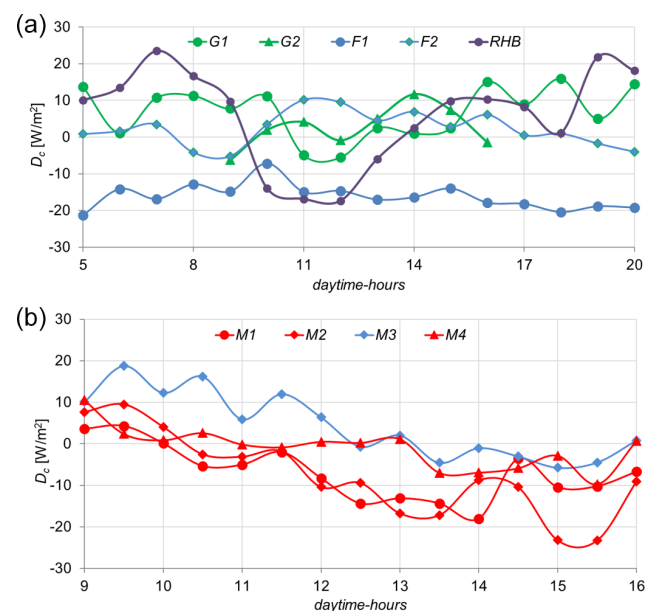 (a)
30
G1 G2 F1 F2 RHB
20
10
0
-10
-20
-30
Dc [W/m²]
5 8 11 14 17 20
daytime-hours
(b)
30
M1 M2 M3 M4
20
10
0
-10
-20
-30
Dc [W/m²]
9 10 11 12 13 14 15 16
daytime-hours